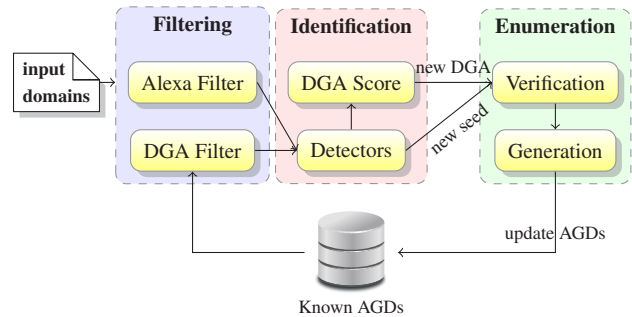 Filtering
Identification
Enumeration
input
domains
Alexa Filter
DGA Score
new DGA
Verification
DGA Filter
Detectors
new seed
Generation
update AGDs
Known AGDs